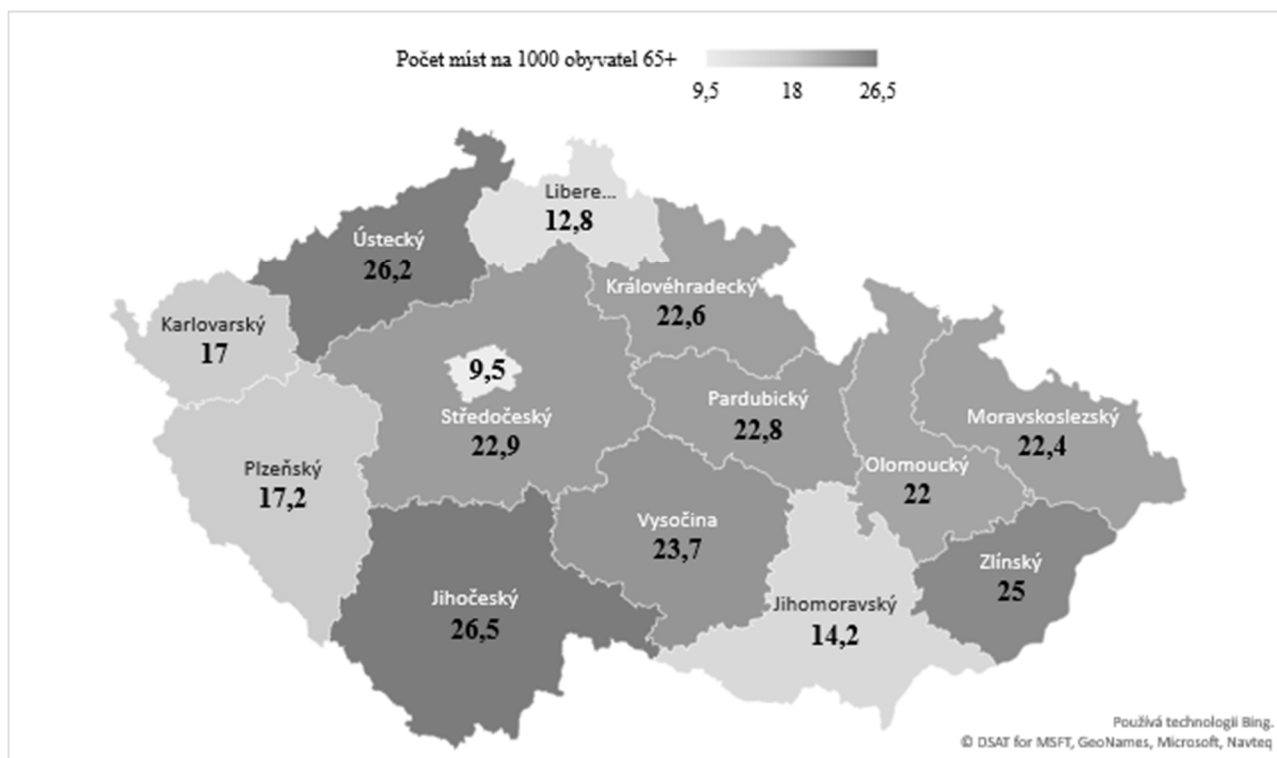 Počet míst na 1000 obyvatel 65+
9,5 18 26,5
Libere...
12,8
Ústecký
26,2
Královéhradecký
22,6
Karlovarský
17
9,5
Středočeský
22,9
Pardubický
22,8
Moravskoslezský
22,4
Plzeňský
17,2
Olomoucký
22
Vysočina
23,7
Zlínský
25
Jihočeský
26,5
Jihomoravský
14,2
Používá technologii Bing.
© DSAT for MSFT, GeoNames, Microsoft, Navteq